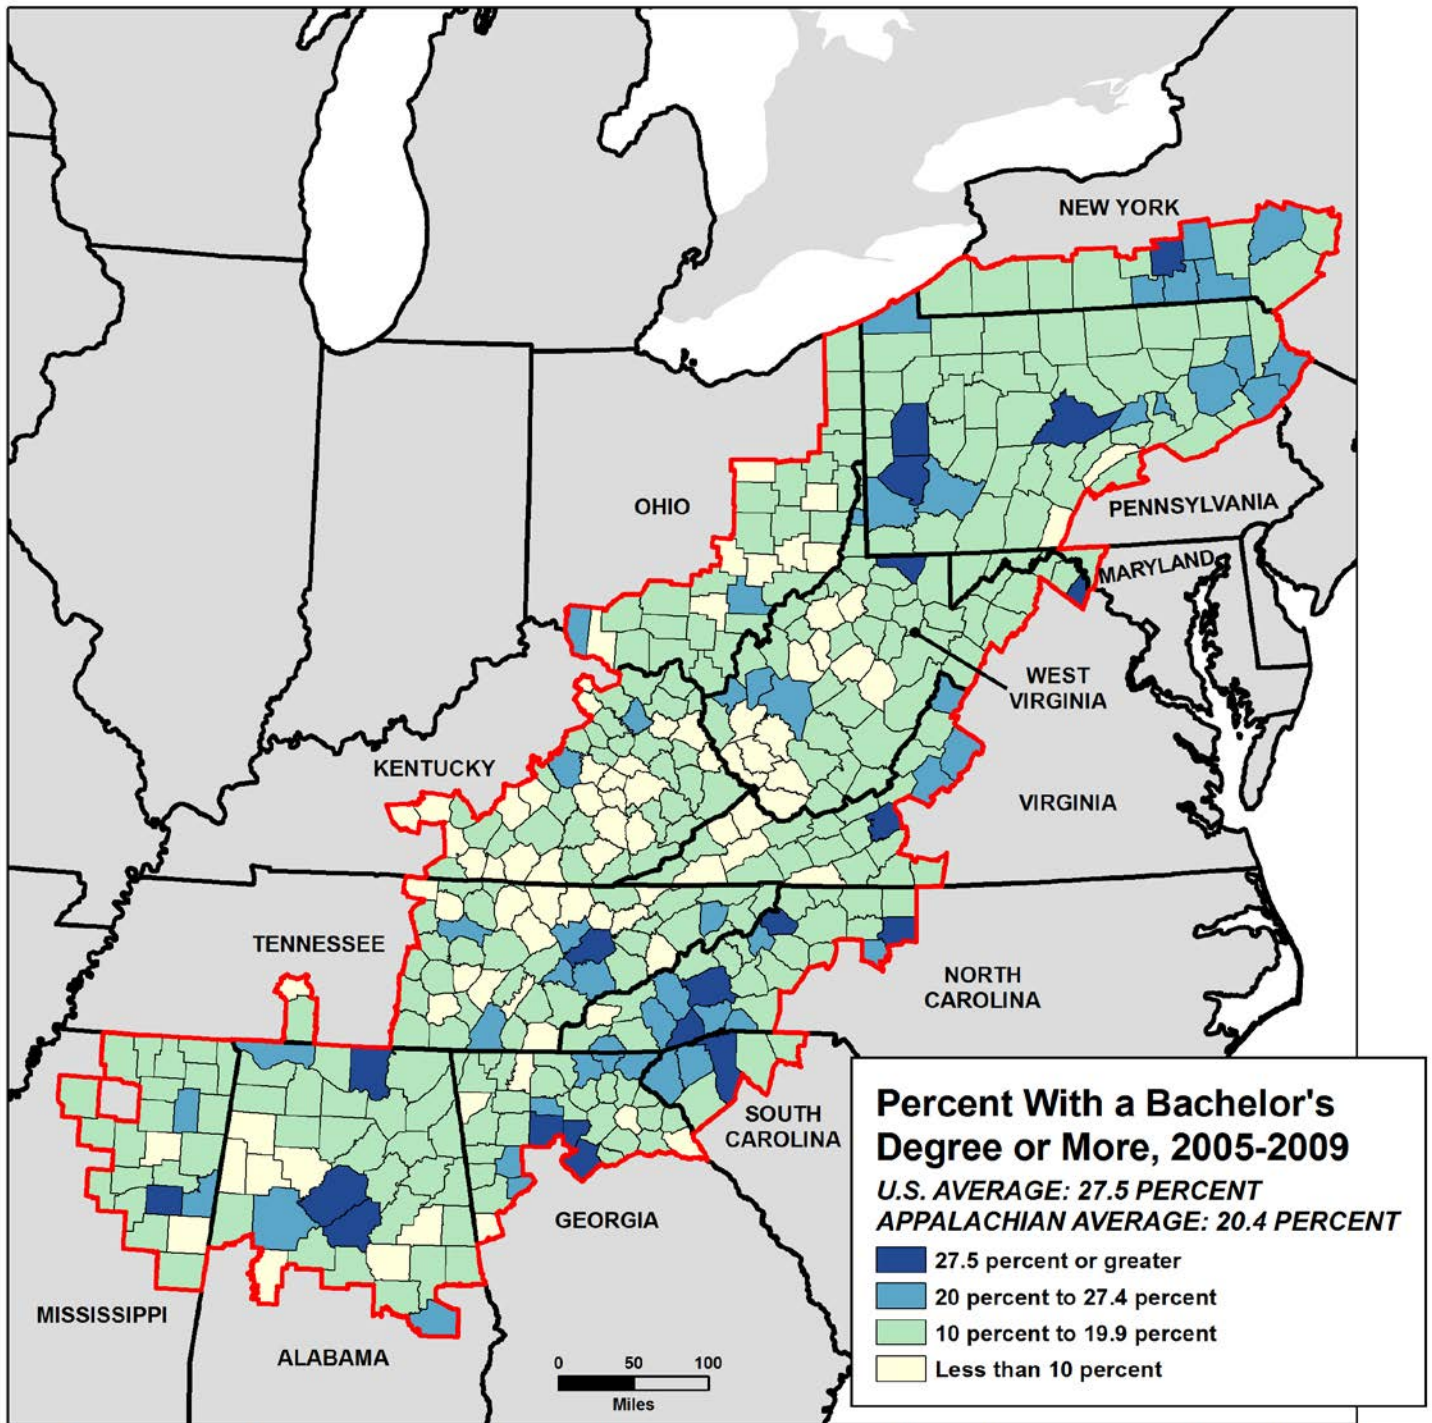 NEW YORK
OHIO
PENNSYLVANIA
MARYLAND
WEST
VIRGINIA
KENTUCKY
VIRGINIA
TENNESSEE
NORTH
CAROLINA
SOUTH
CAROLINA
GEORGIA
MISSISSIPPI
ALABAMA
0 50 100
Miles
Percent With a Bachelor's
Degree or More, 2005-2009
U.S. AVERAGE: 27.5 PERCENT
APPALACHIAN AVERAGE: 20.4 PERCENT
27.5 percent or greater
20 percent to 27.4 percent
10 percent to 19.9 percent
Less than 10 percent